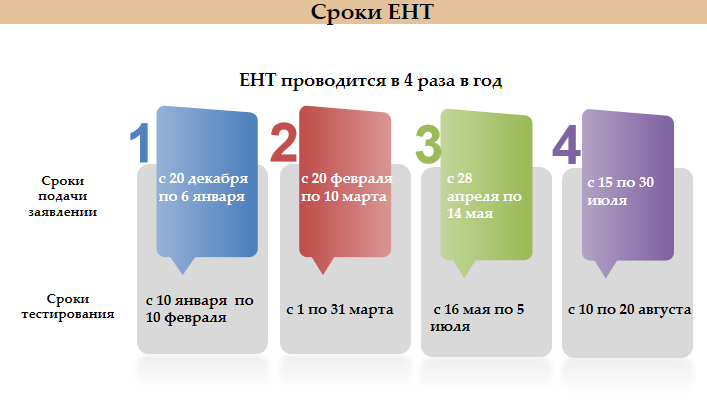 Сроки ЕНТ
ЕНТ проводится в 4 раза в год
1
2
3
4
Сроки
подачи
заявлении
с 20 декабря
по 6 января
с 20 февраля
по 10 марта
с 28
апреля по
14 мая
с 15 по 30
июля
Сроки
тестирования
с 10 января по
10 февраля
с 1 по 31 марта
с 16 мая по 5
июля
с 10 по 20 августа